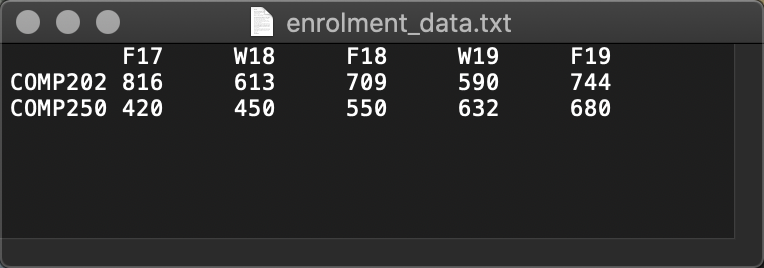 enrolment_data.txt
F17 W18 F18 W19 F19
COMP202 816 613 709 590 744
COMP250 420 450 550 632 680